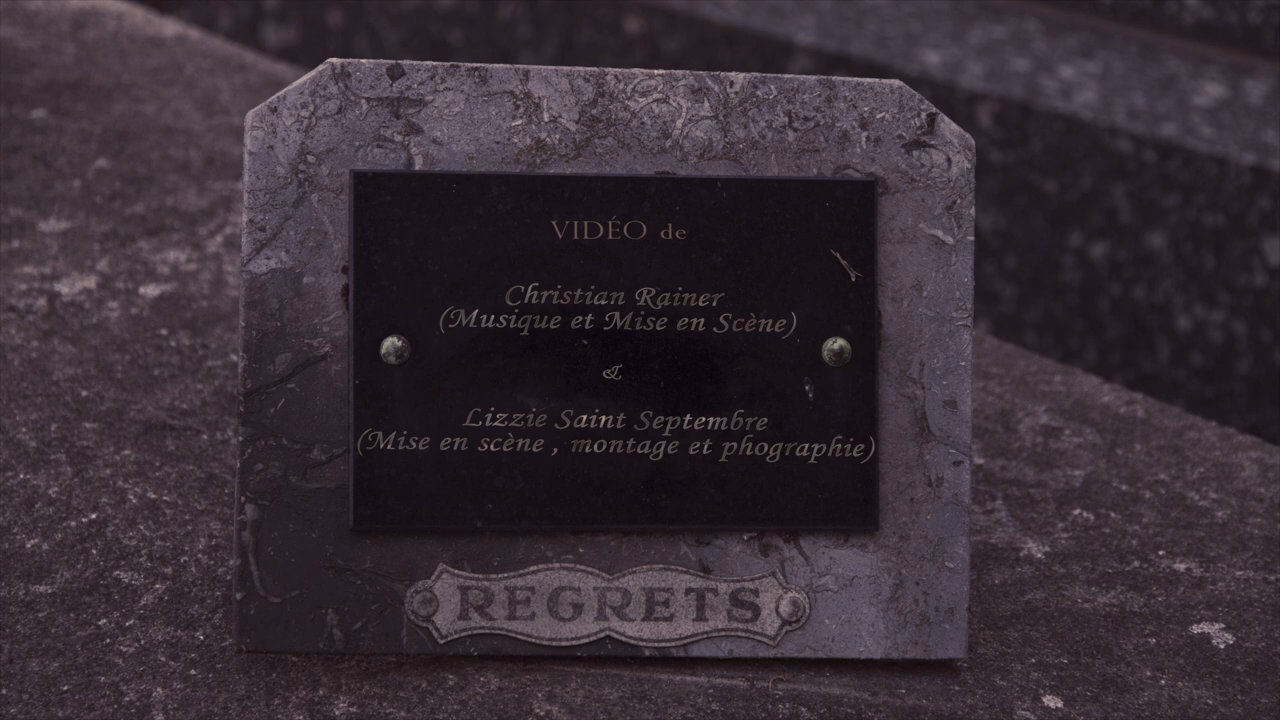 VIDÉO de
Christian Rainer
(Musique et Mise en Scène)
&
Lizzie Saint Septembre
(Mise en scène , montage et phographie)
REGRETS